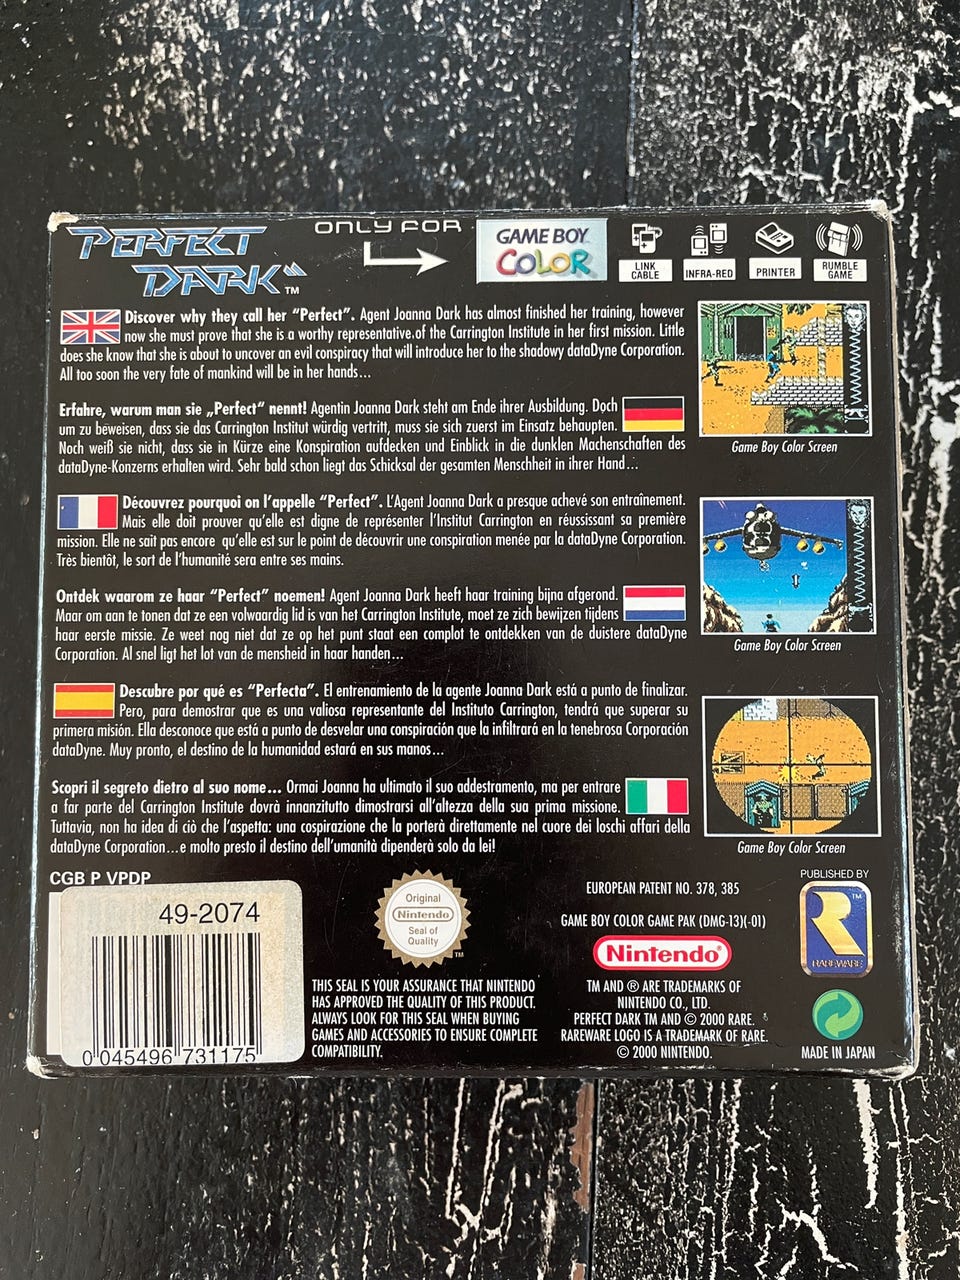 PERFECT
DARK™
ONLY FOR
GAME BOY
COLOR
LINK
CABLE
INFRA-RED
PRINTER
RUMBLE
GAME
Discover why they call her “Perfect”. Agent Joanna Dark has almost finished her training, however
now she must prove that she is a worthy representative.of the Carrington Institute in her first mission. Little
does she know that she is about to uncover an evil conspiracy that will introduce her to the shadowy dataDyne Corporation.
All too soon the very fate of mankind will be in her hands...
Game Boy Color Screen
Erfahre, warum man sie „Perfect“ nennt! Agentin Joanna Dark steht am Ende ihrer Ausbildung. Doch
um zu beweisen, dass sie das Carrington Institut würdig vertritt, muss sie sich zuerst im Einsatz behaupten.
Noch weiß sie nicht, dass sie in Kürze eine Konspiration aufdecken und Einblick in die dunklen Machenschaften des
dataDyne-Konzerns erhalten wird. Sehr bald schon liegt das Schicksal der gesamten Menschheit in ihrer Hand...
Découvrez pourquoi on l’appelle “Perfect”. L’Agent Joanna Dark a presque achevé son entraînement.
Mais elle doit prouver qu’elle est digne de représenter l’Institut Carrington en réussissant sa première
mission. Elle ne sait pas encore qu’elle est sur le point de découvrir une conspiration menée par la dataDyne Corporation.
Très bientôt, le sort de l’humanité sera entre ses mains.
Game Boy Color Screen
Ontdek waarom ze haar “Perfect” noemen! Agent Joanna Dark heeft haar training bijna afgerond.
Maar om aan te tonen dat ze een volwaardig lid is van het Carrington Institute, moet ze zich bewijzen tijdens
haar eerste missie. Ze weet nog niet dat ze op het punt staat een complot te ontdekken van de duistere dataDyne
Corporation. Al snel ligt het lot van de mensheid in haar handen...
Descubre por qué es “Perfecta”. El entrenamiento de la agente Joanna Dark está a punto de finalizar.
Pero, para demostrar que es una valiosa representante del Instituto Carrington, tendrá que superar su
primera misión. Ella desconoce que está a punto de desvelar una conspiración que la infiltrará en la tenebrosa Corporación
dataDyne. Muy pronto, el destino de la humanidad estará en sus manos...
Scopri il segreto dietro al suo nome... Ormai Joanna ha ultimato il suo addestramento, ma per entrare
a far parte del Carrington Institute dovrà innanzitutto dimostrarsi all’altezza della sua prima missione.
Tuttavia, non ha idea di ciò che l’aspetta: una cospirazione che la porterà direttamente nel cuore dei loschi affari della
dataDyne Corporation...e molto presto il destino dell’umanità dipenderà solo da lei!
Game Boy Color Screen
CGB P VPDP
49-2074
0 045496 731175
Original
Nintendo
Seal of
Quality
TM
THIS SEAL IS YOUR ASSURANCE THAT NINTENDO
HAS APPROVED THE QUALITY OF THIS PRODUCT.
ALWAYS LOOK FOR THIS SEAL WHEN BUYING
GAMES AND ACCESSORIES TO ENSURE COMPLETE
COMPATIBILITY.
EUROPEAN PATENT NO. 378, 385
GAME BOY COLOR GAME PAK (DMG-13)(-01)
Nintendo®
TM AND ® ARE TRADEMARKS OF
NINTENDO CO., LTD.
PERFECT DARK TM AND © 2000 RARE.
RAREWARE LOGO IS A TRADEMARK OF RARE.
© 2000 NINTENDO.
PUBLISHED BY
R™
RAREWARE
MADE IN JAPAN